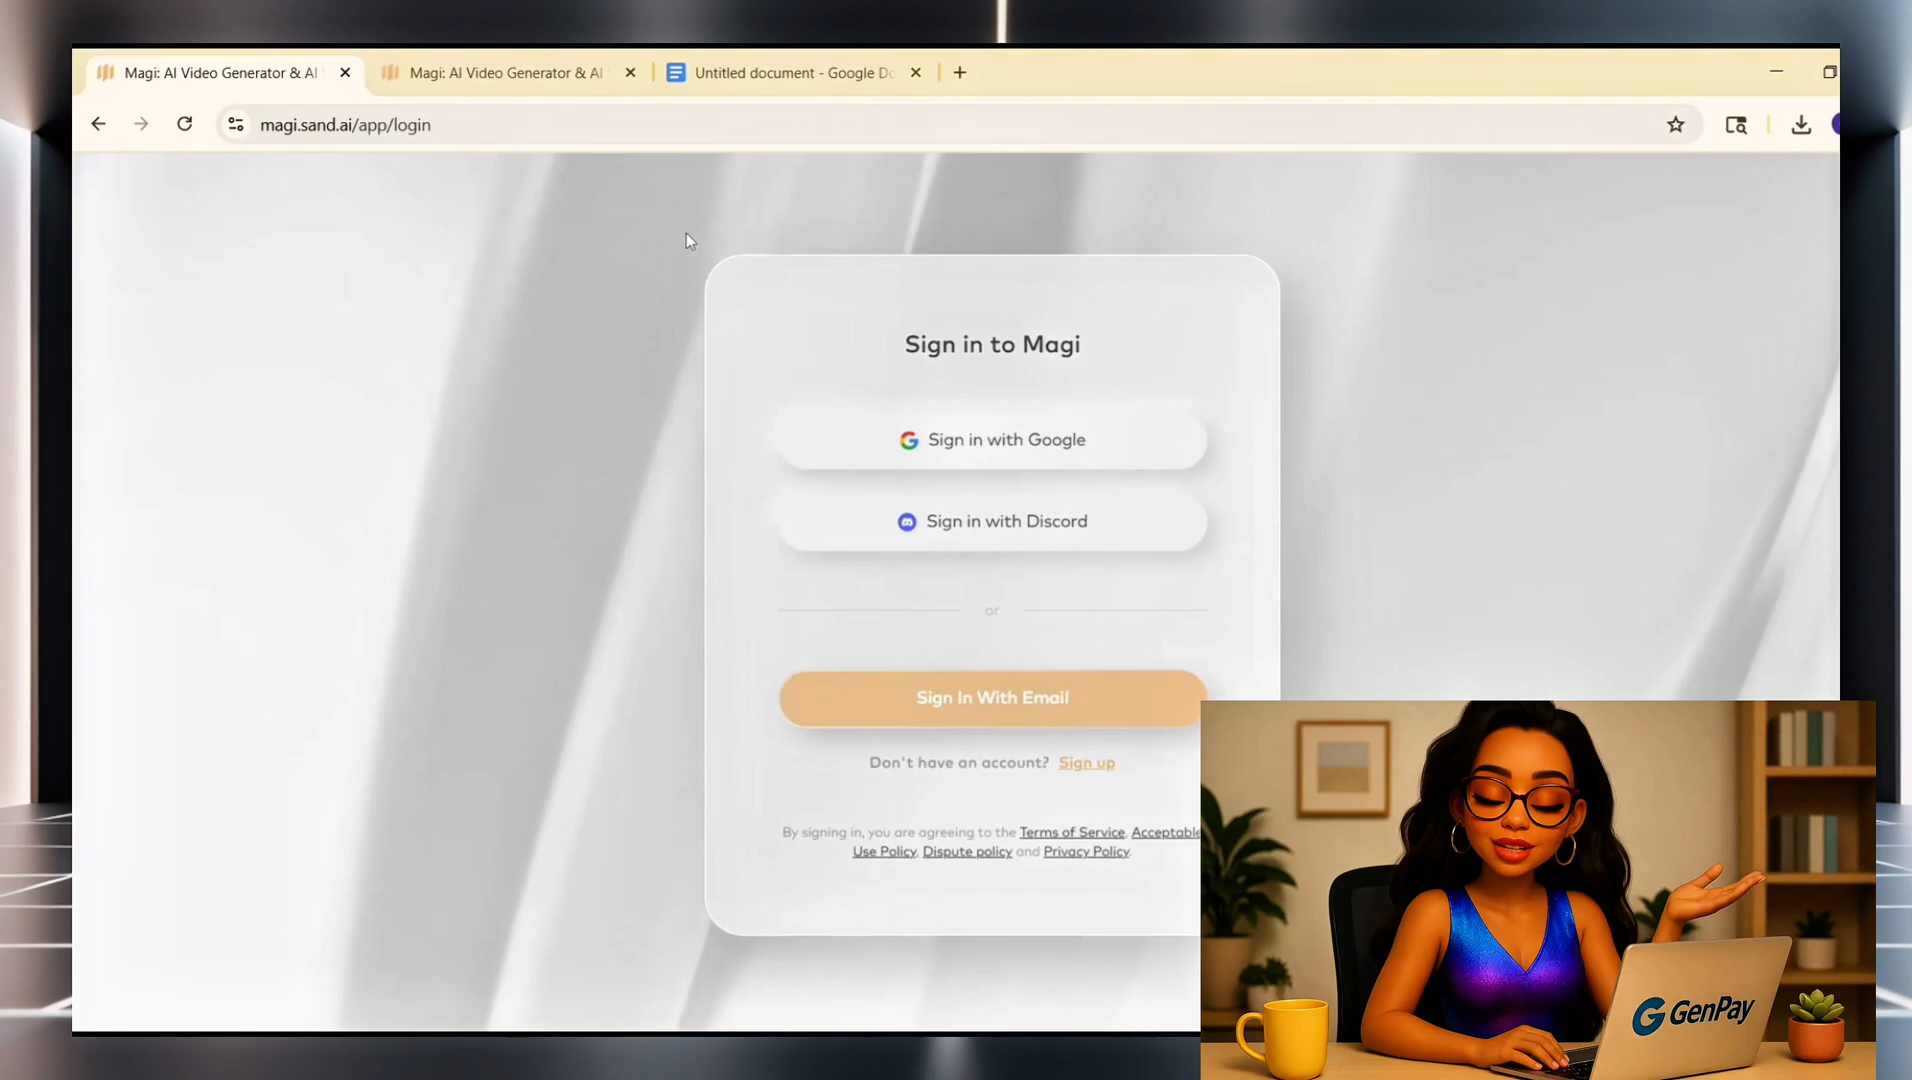 Magi: AI Video Generator & AI
Magi: AI Video Generator & AI
Untitled document - Google Do
magi.sand.ai/app/login
Sign in to Magi
Sign in with Google
Sign in with Discord
or
Sign In With Email
Don't have an account? Sign up
By signing in, you are agreeing to the Terms of Service, Acceptable
Use Policy, Dispute policy and Privacy Policy.
GenPay